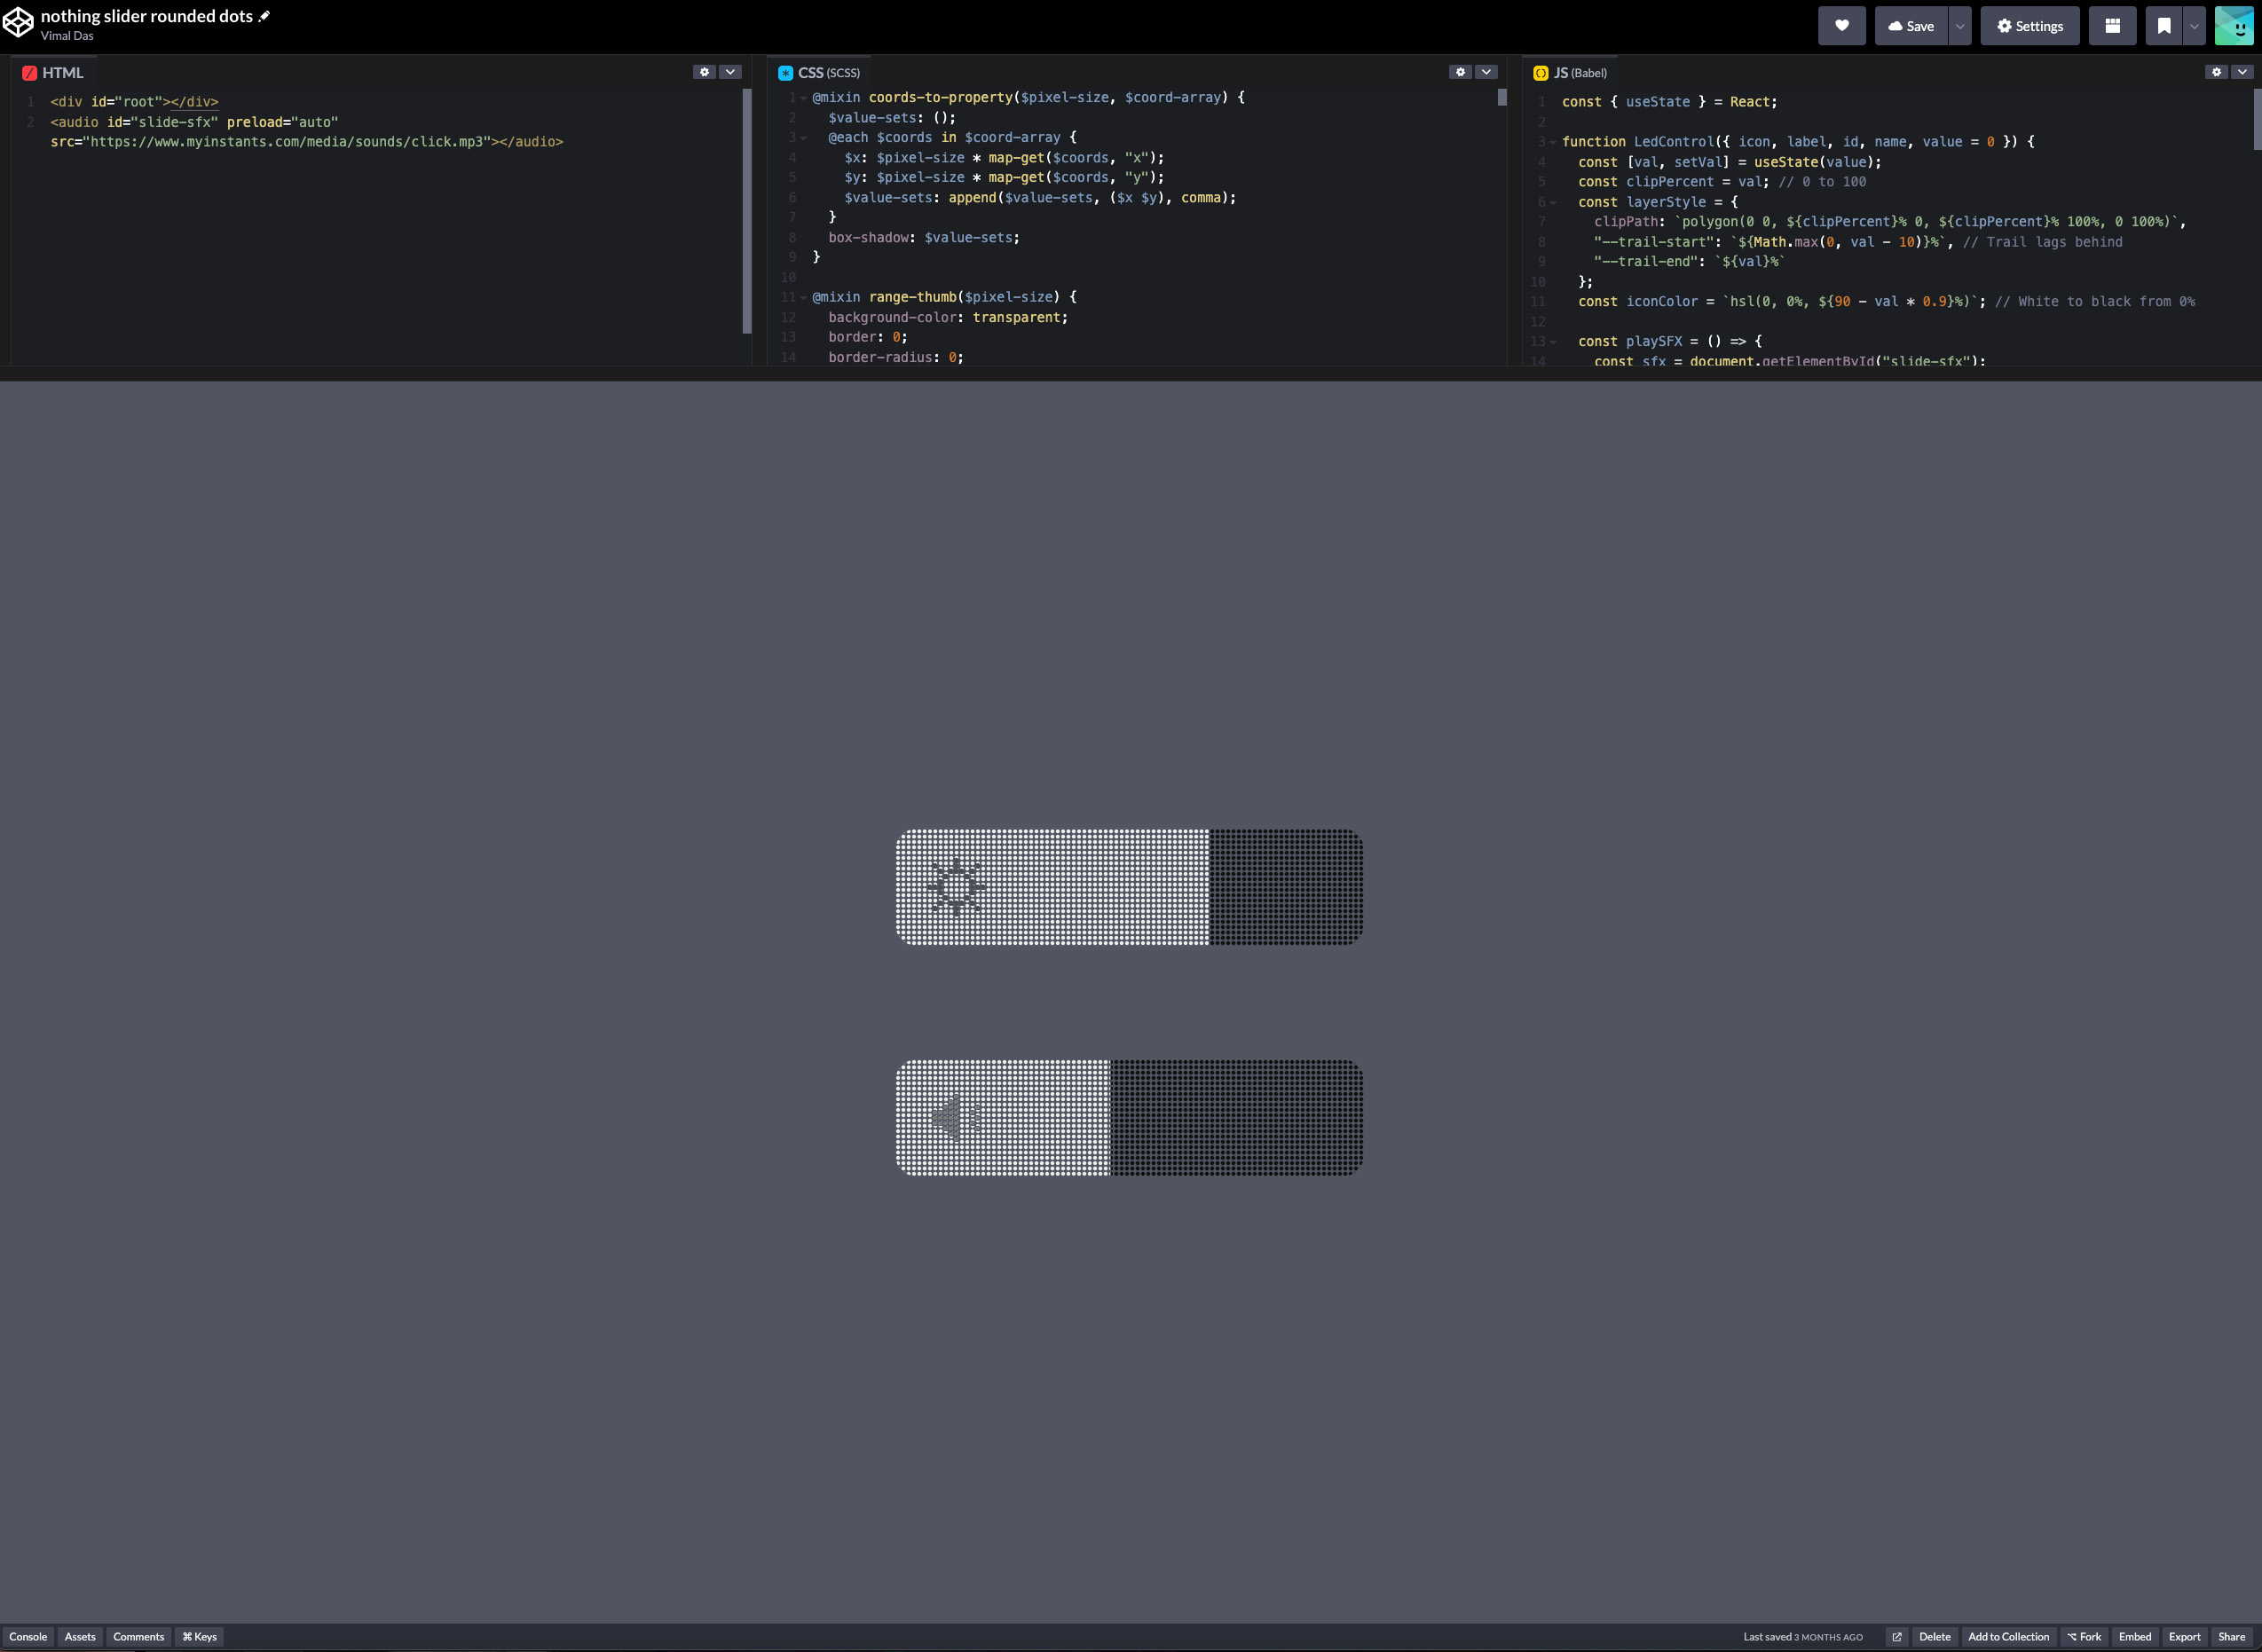 nothing slider rounded dots
Vimal Das
Save
Settings
HTML
1 <div id="root"></div>
2 <audio id="slide-sfx" preload="auto"
src="https://www.myinstants.com/media/sounds/click.mp3"></audio>
CSS (SCSS)
1 @mixin coords-to-property($pixel-size, $coord-array) {
2 $value-sets: ();
3 @each $coords in $coord-array {
4 $x: $pixel-size * map-get($coords, "x");
5 $y: $pixel-size * map-get($coords, "y");
6 $value-sets: append($value-sets, ($x $y), comma);
7 }
8 box-shadow: $value-sets;
9 }
10
11 @mixin range-thumb($pixel-size) {
12 background-color: transparent;
13 border: 0;
14 border-radius: 0;
JS (Babel)
1 const { useState } = React;
2
3 function LedControl({ icon, label, id, name, value = 0 }) {
4 const [val, setVal] = useState(value);
5 const clipPercent = val; // 0 to 100
6 const layerStyle = {
7 clipPath: `polygon(0 0, ${clipPercent}% 0, ${clipPercent}% 100%, 0 100%)`,
8 "--trail-start": `${Math.max(0, val - 10)}%`, // Trail lags behind
9 "--trail-end": `${val}%`
10 };
11 const iconColor = `hsl(0, 0%, ${90 - val * 0.9}%)`; // White to black from 0%
12
13 const playSFX = () => {
14 const sfx = document.getElementById("slide-sfx");
Console
Assets
Comments
⌘ Keys
Last saved 3 MONTHS AGO
Delete
Add to Collection
Fork
Embed
Export
Share